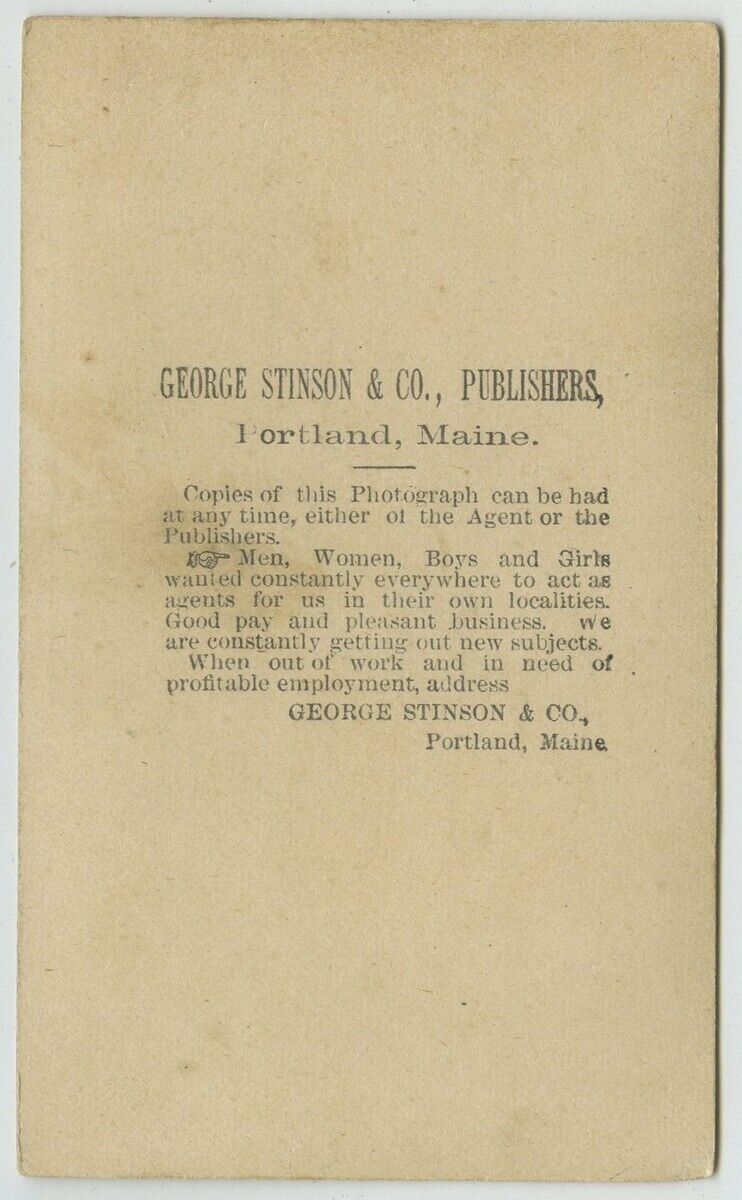 GEORGE STINSON & CO., PUBLISHERS,
Portland, Maine.
Copies of this Photograph can be had
at any time, either of the Agent or the
Publishers.
☞ Men, Women, Boys and Girls
wanted constantly everywhere to act as
agents for us in their own localities.
Good pay and pleasant business. We
are constantly getting out new subjects.
When out of work and in need of
profitable employment, address
GEORGE STINSON & CO.,
Portland, Maine.